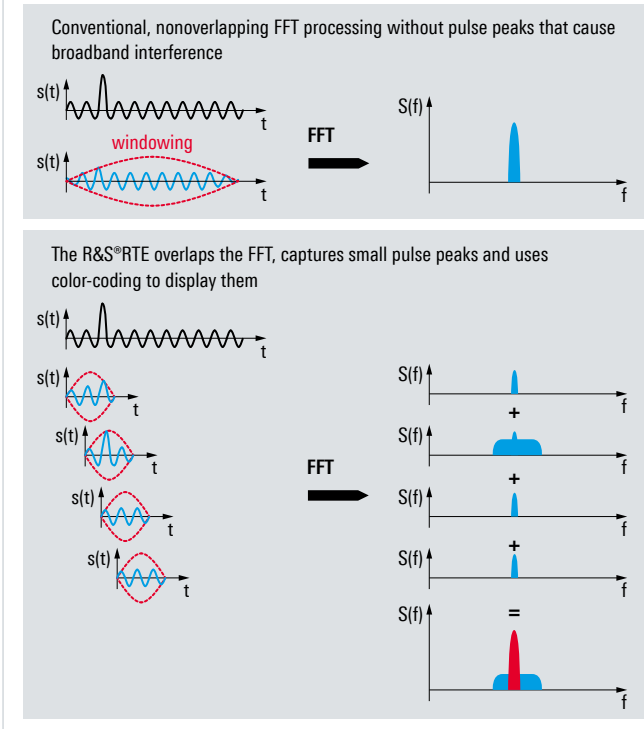 Conventional, nonoverlapping FFT processing without pulse peaks that cause
broadband interference
s(t)
t
windowing
s(t)
t
FFT
S(f)
f
The R&S®RTE overlaps the FFT, captures small pulse peaks and uses
color-coding to display them
s(t)
t
s(t)
t
s(t)
t
s(t)
t
s(t)
t
FFT
S(f)
f
+
S(f)
f
+
S(f)
f
+
S(f)
f
=
S(f)
f